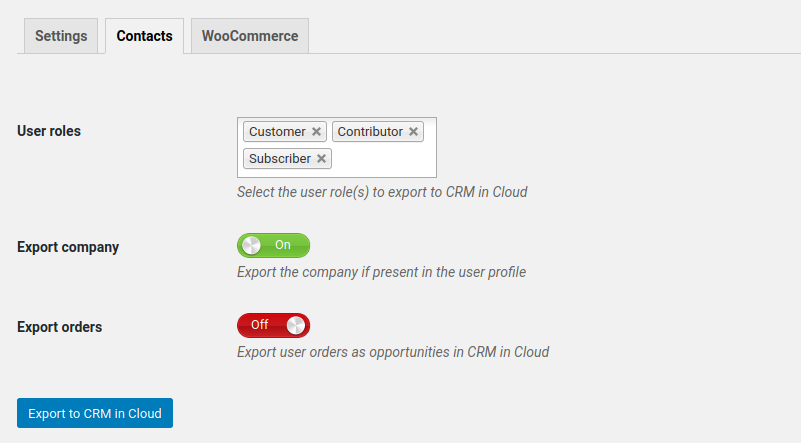 Settings Contacts WooCommerce
User roles
Customer × Contributor ×
Subscriber ×
Select the user role(s) to export to CRM in Cloud
Export company
On
Export the company if present in the user profile
Export orders
Off
Export user orders as opportunities in CRM in Cloud
Export to CRM in Cloud